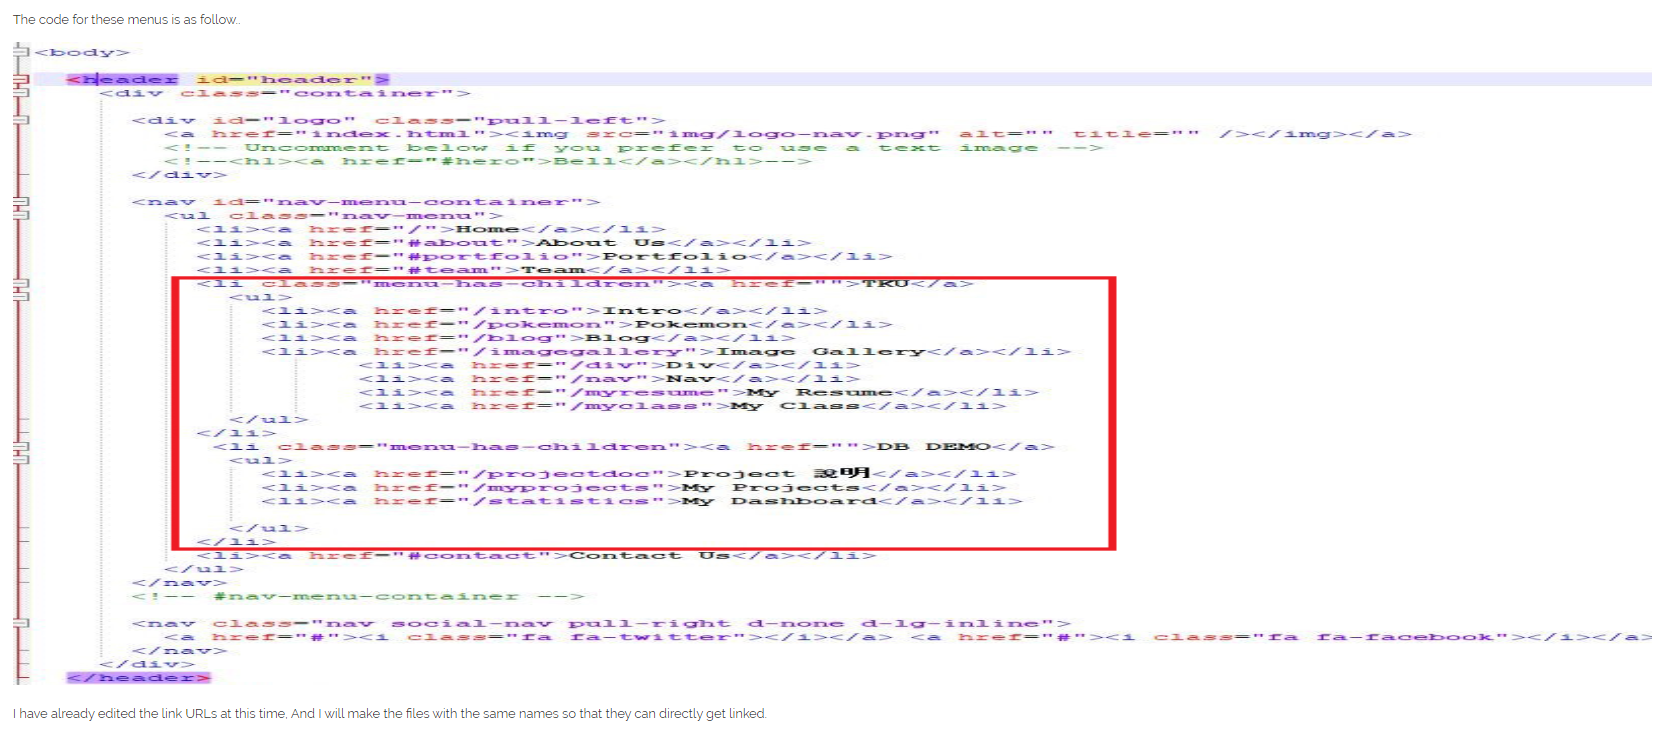 The code for these menus is as follow..
<body>
<header id="header">
<div class="container">
<div id="logo" class="pull-left">
<a href="index.html"><img src="img/logo-nav.png" alt="" title="" /></img></a>
<!-- Uncomment below if you prefer to use a text image -->
<!--<h1><a href="#hero">Bell</a></h1>-->
</div>
<nav id="nav-menu-container">
<ul class="nav-menu">
<li><a href="/">Home</a></li>
<li><a href="#about">About Us</a></li>
<li><a href="#portfolio">Portfolio</a></li>
<li><a href="#team">Team</a></li>
<li class="menu-has-children"><a href="">TKU</a>
<ul>
<li><a href="/intro">Intro</a></li>
<li><a href="/pokemon">Pokemon</a></li>
<li><a href="/blog">Blog</a></li>
<li><a href="/imagegallery">Image Gallery</a></li>
<li><a href="/div">Div</a></li>
<li><a href="/nav">Nav</a></li>
<li><a href="/myresume">My Resume</a></li>
<li><a href="/myclass">My Class</a></li>
</ul>
</li>
<li class="menu-has-children"><a href="">DB DEMO</a>
<ul>
<li><a href="/projectdoc">Project 說明</a></li>
<li><a href="/myprojects">My Projects</a></li>
<li><a href="/statistics">My Dashboard</a></li>
</ul>
</li>
<li><a href="#contact">Contact Us</a></li>
</ul>
</nav>
<!-- #nav-menu-container -->
<nav class="nav social-nav pull-right d-none d-lg-inline">
<a href="#"><i class="fa fa-twitter"></i></a> <a href="#"><i class="fa fa-facebook"></i></a>
</nav>
</div>
</header>
I have already edited the link URLs at this time, And I will make the files with the same names so that they can directly get linked.